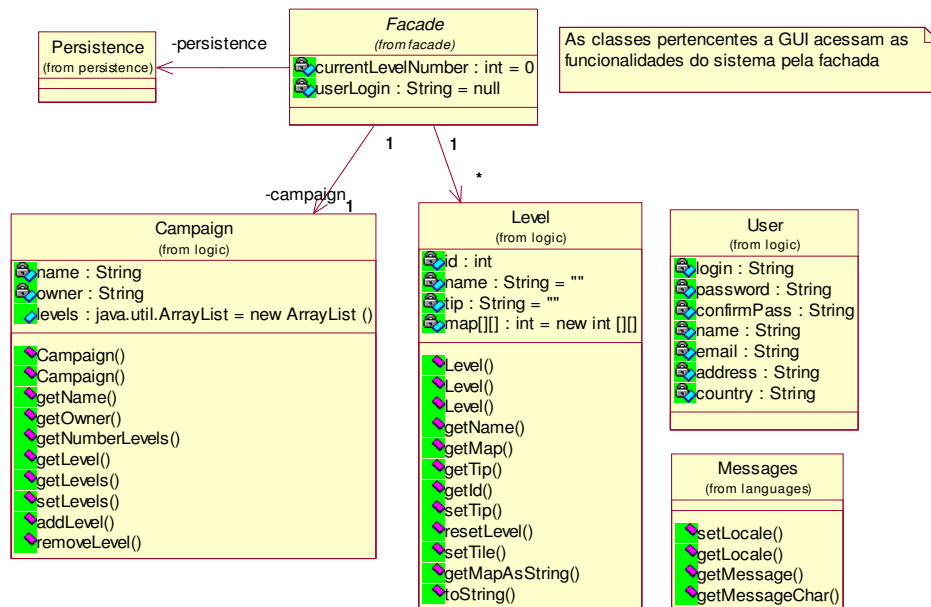 Persistence
(from persistence)
-persistence
Facade
(from facade)
currentLevelNumber : int = 0
userLogin : String = null
As classes pertencentes a GUI acessam as
funcionalidades do sistema pela fachada
1
1
*
-campaign
1
Campaign
(from logic)
name : String
owner : String
levels : java.util.ArrayList = new ArrayList ()
Campaign()
Campaign()
getName()
getOwner()
getNumberLevels()
getLevel()
getLevels()
setLevels()
addLevel()
removeLevel()
Level
(from logic)
id : int
name : String = ""
tip : String = ""
map[][] : int = new int [][]
Level()
Level()
Level()
getName()
getMap()
getTip()
getId()
setTip()
resetLevel()
setTile()
getMapAsString()
toString()
User
(from logic)
login : String
password : String
confirmPass : String
name : String
email : String
address : String
country : String
Messages
(from languages)
setLocale()
getLocale()
getMessage()
getMessageChar()